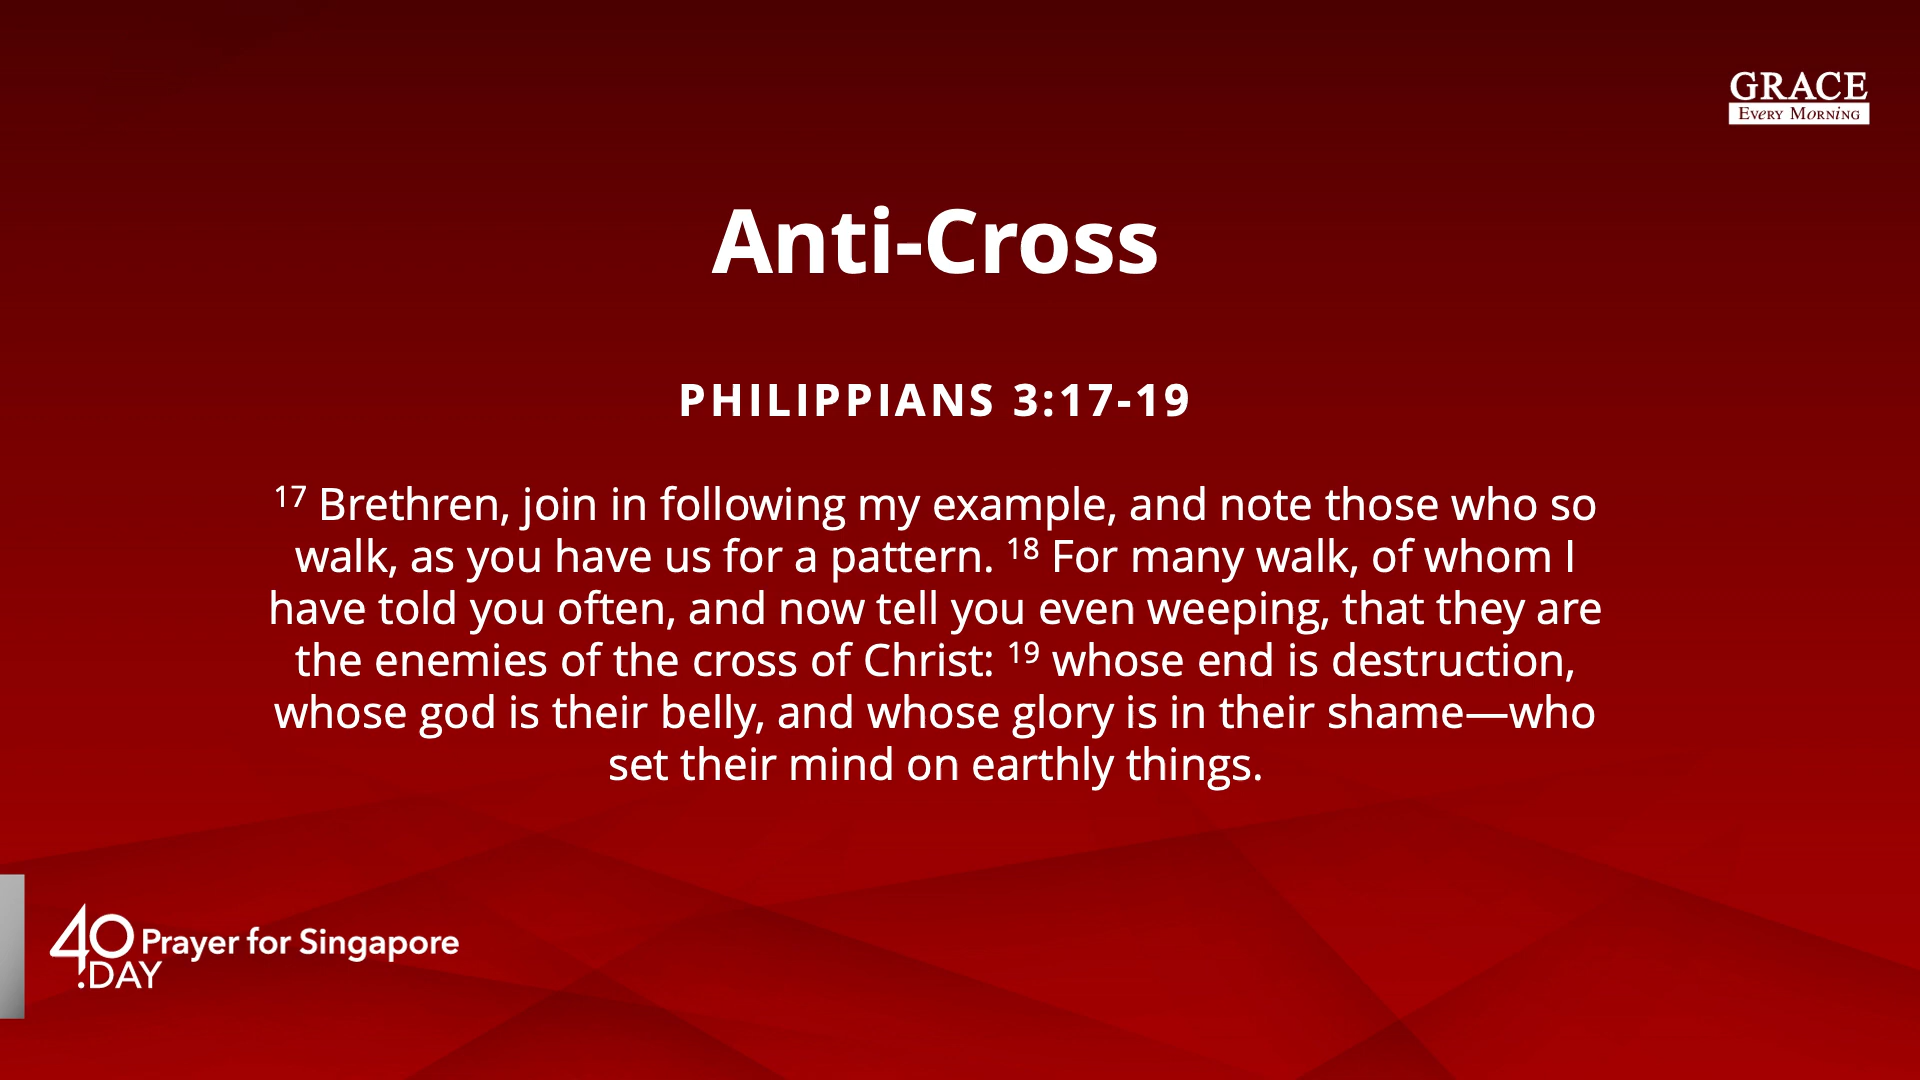 GRACE
EVERY MORNING
Anti-Cross
PHILIPPIANS 3:17-19
17 Brethren, join in following my example, and note those who so
walk, as you have us for a pattern. 18 For many walk, of whom I
have told you often, and now tell you even weeping, that they are
the enemies of the cross of Christ: 19 whose end is destruction,
whose god is their belly, and whose glory is in their shame—who
set their mind on earthly things.
40 Prayer for Singapore
.DAY